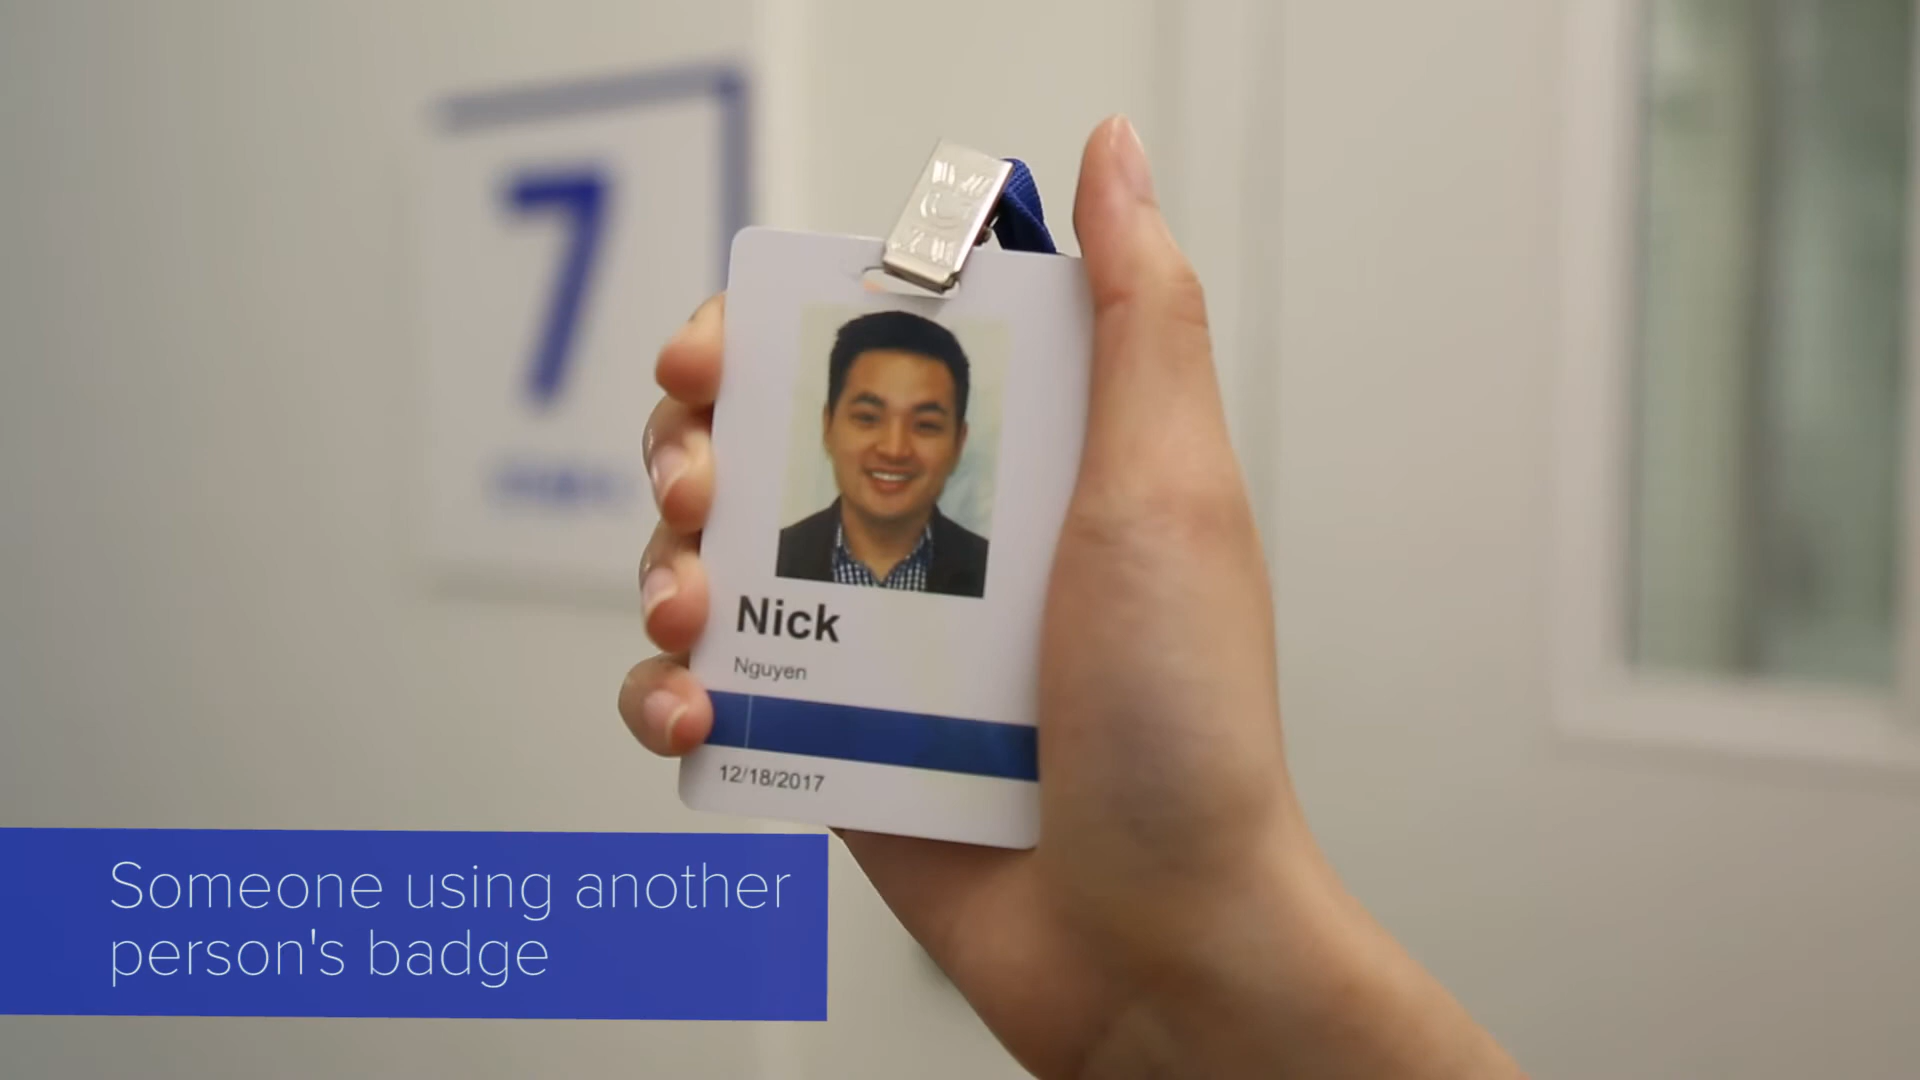 7
Nick
Nguyen
12/18/2017
Someone using another
person's badge